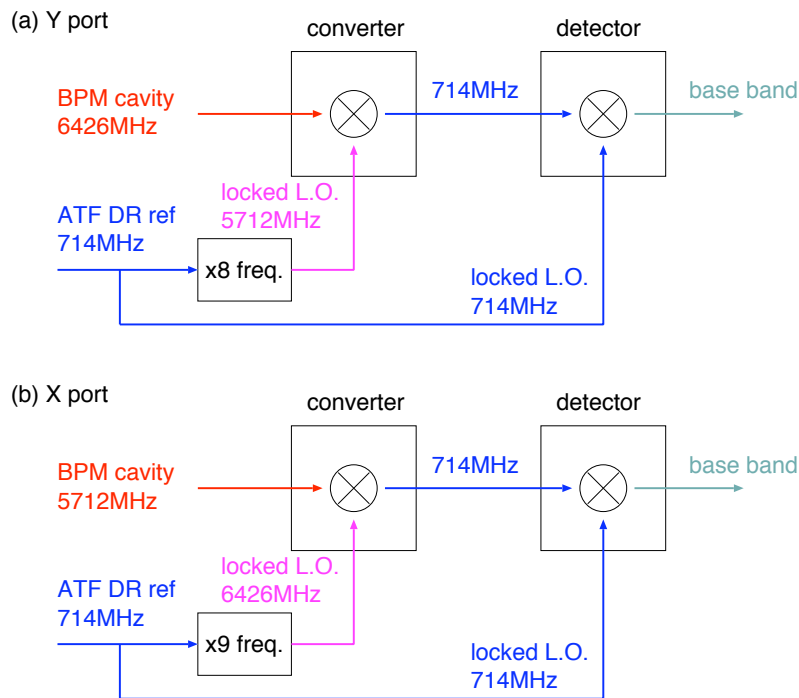 (a) Y port
converter
detector
BPM cavity
6426MHz
714MHz
base band
locked L.O.
5712MHz
ATF DR ref
714MHz
x8 freq.
locked L.O.
714MHz
(b) X port
converter
detector
BPM cavity
5712MHz
714MHz
base band
locked L.O.
6426MHz
ATF DR ref
714MHz
x9 freq.
locked L.O.
714MHz